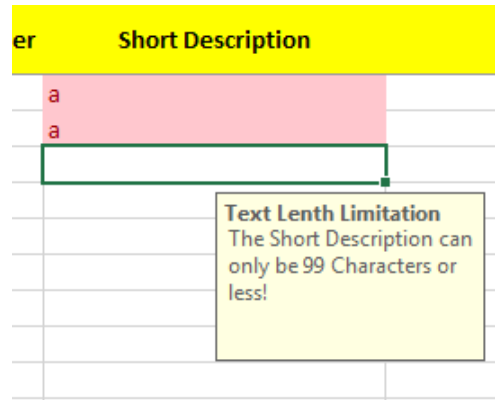 er Short Description
a
a
Text Lenth Limitation
The Short Description can
only be 99 Characters or
less!